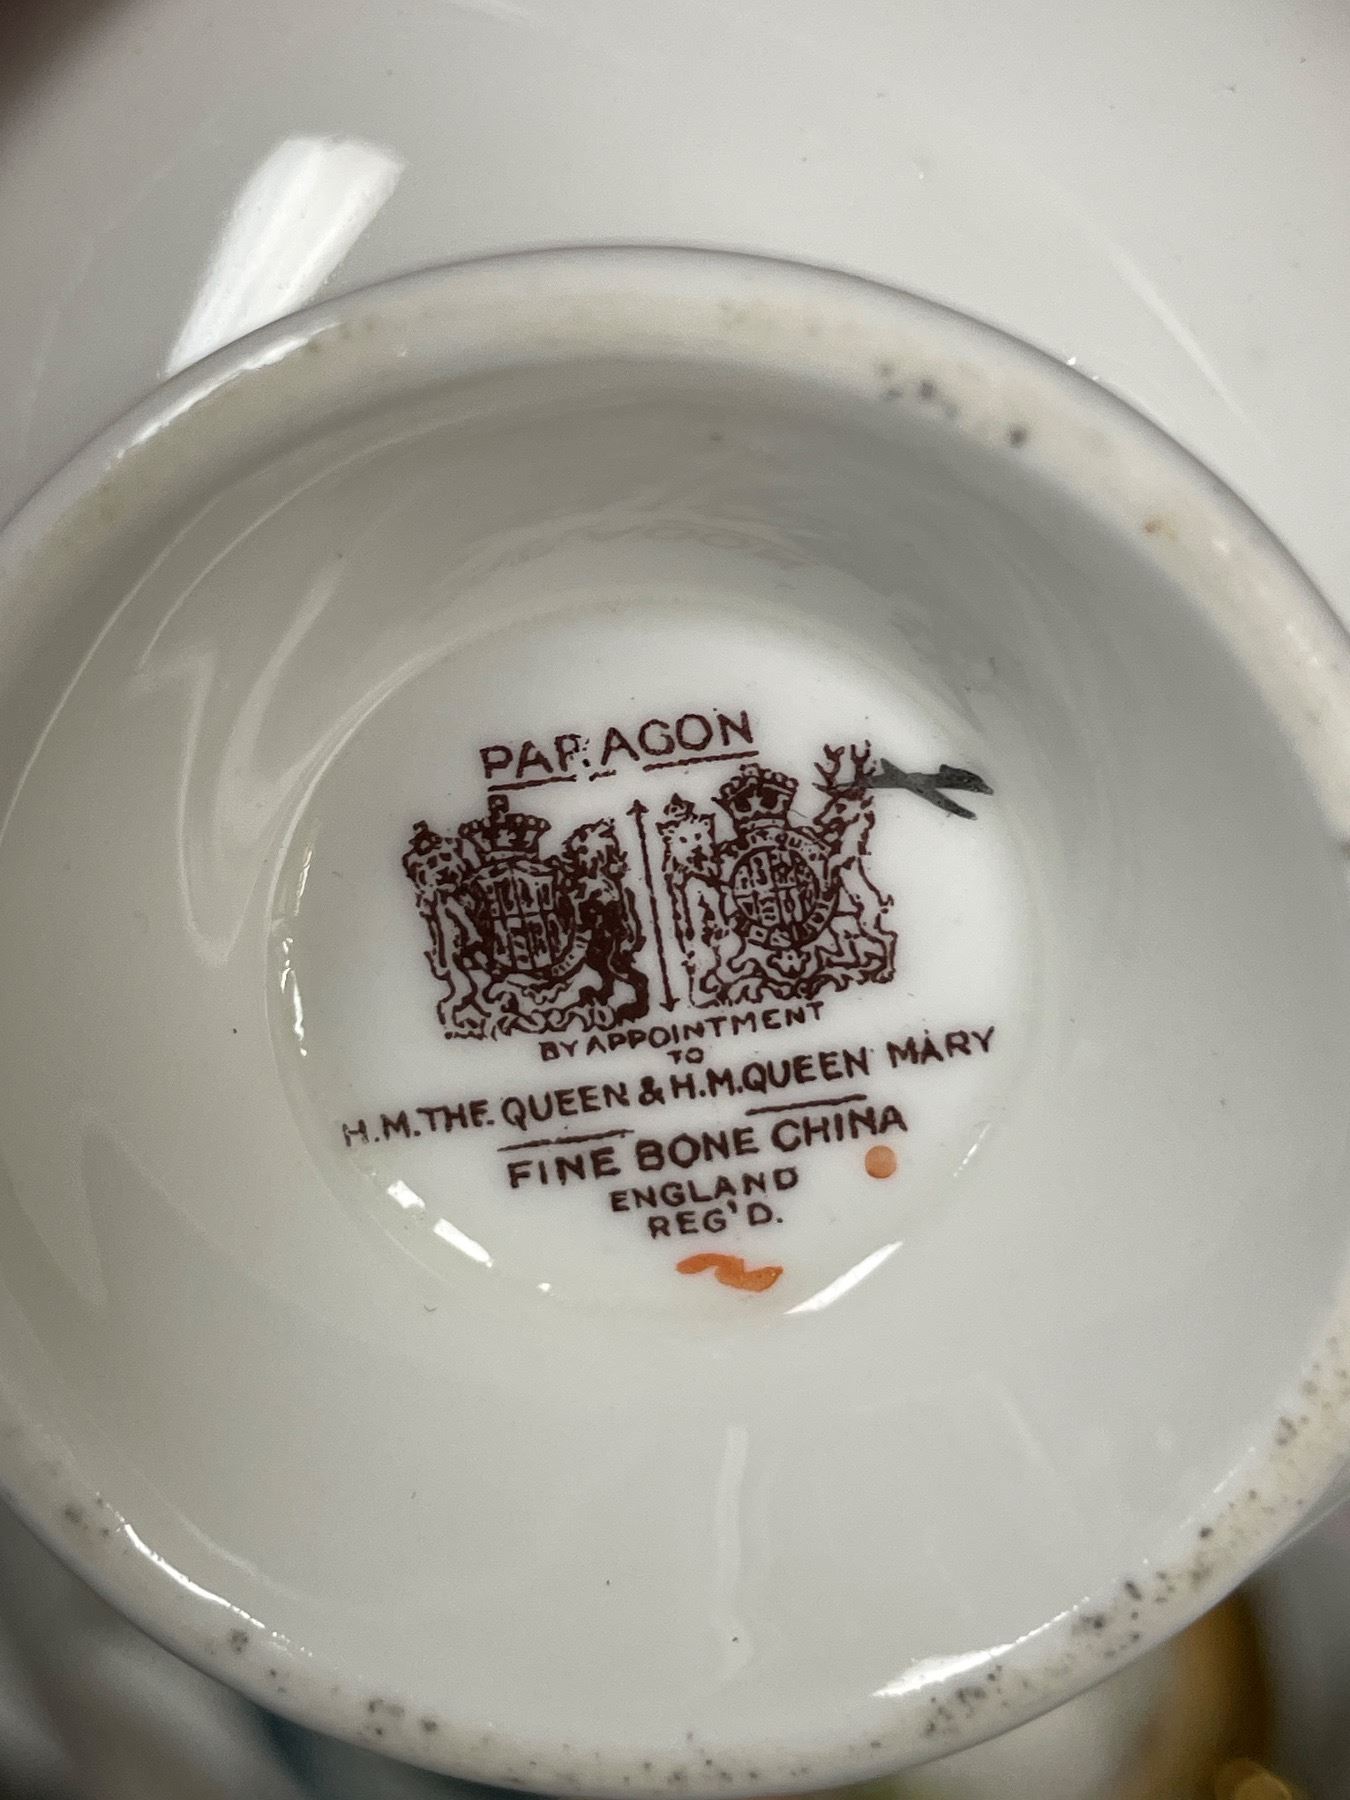 PARAGON
BY APPOINTMENT
TO
H.M. THE QUEEN & H.M. QUEEN MARY
FINE BONE CHINA
ENGLAND
REG'D.